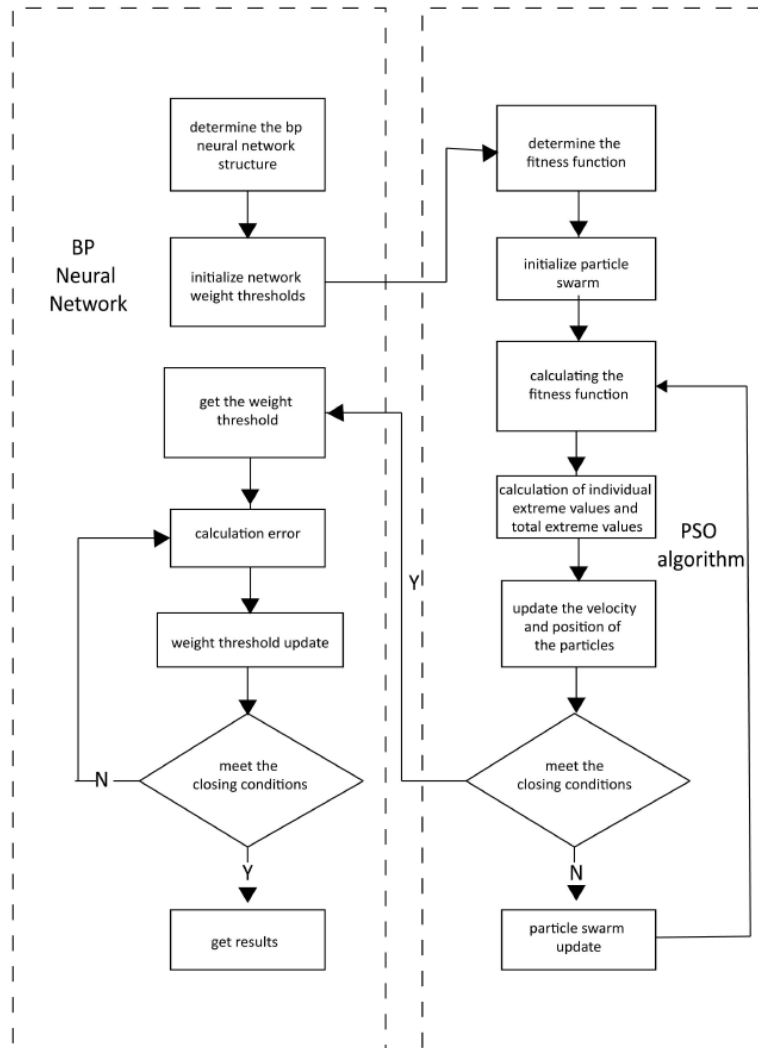 BP
Neural
Network
determine the bp
neural network
structure
initialize network
weight thresholds
get the weight
threshold
calculation error
weight threshold update
meet the
closing conditions
N
Y
get results
determine the
fitness function
initialize particle
swarm
calculating the
fitness function
calculation of individual
extreme values and
total extreme values
PSO
algorithm
update the velocity
and position of
the particles
meet the
closing conditions
Y
N
particle swarm
update